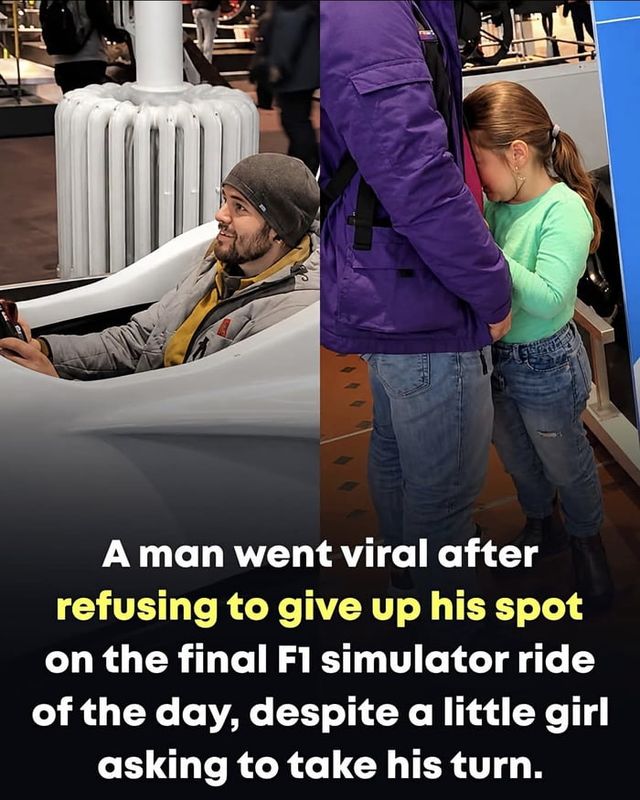 A man went viral after
refusing to give up his spot
on the final F1 simulator ride
of the day, despite a little girl
asking to take his turn.